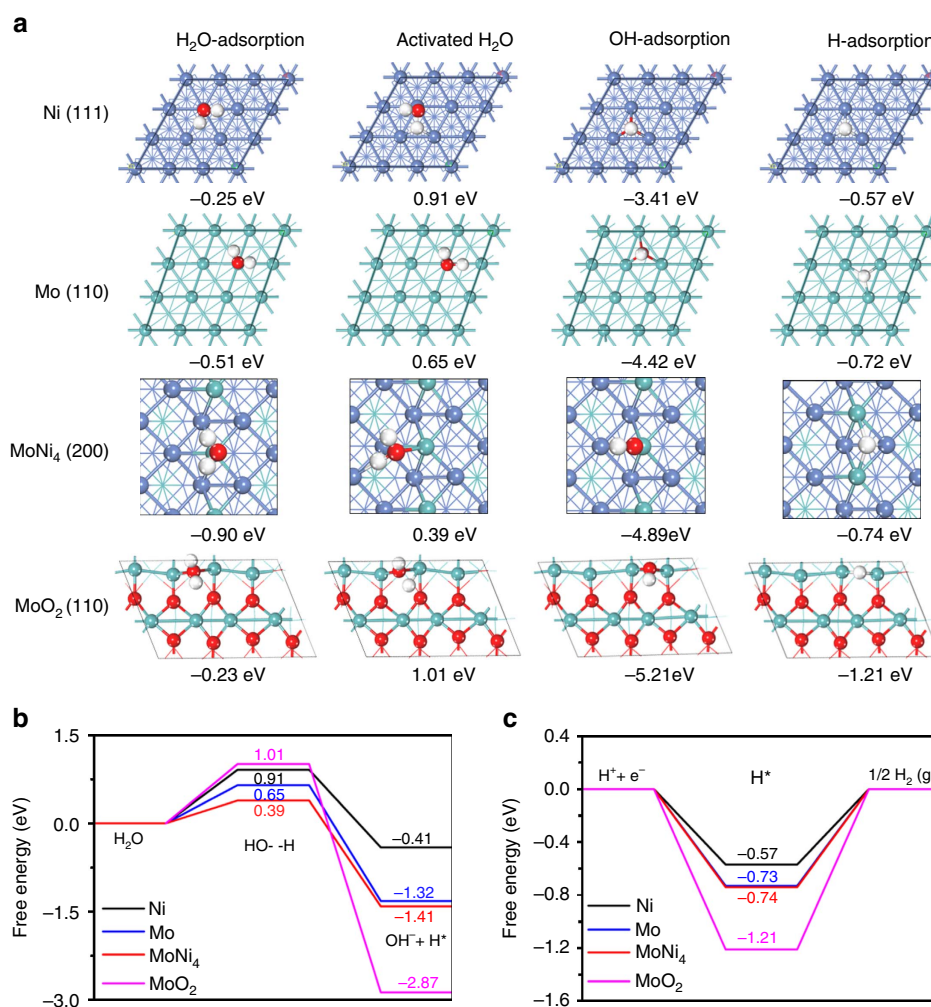 a
H₂O-adsorption Activated H₂O OH-adsorption H-adsorption
Ni (111)
−0.25 eV 0.91 eV −3.41 eV −0.57 eV
Mo (110)
−0.51 eV 0.65 eV −4.42 eV −0.72 eV
MoNi₄ (200)
−0.90 eV 0.39 eV −4.89eV −0.74 eV
MoO₂ (110)
−0.23 eV 1.01 eV −5.21eV −1.21 eV
b
Free energy (eV)
1.5
0.0
−1.5
−3.0
H₂O
1.01
0.91
0.65
0.39
HO- -H
−0.41
−1.32
−1.41
OH⁻+ H*
−2.87
Ni
Mo
MoNi₄
MoO₂
c
Free energy (eV)
0.4
0.0
−0.4
−0.8
−1.2
−1.6
H⁺+ e⁻ H* 1/2 H₂ (g
−0.57
−0.73
−0.74
−1.21
Ni
Mo
MoNi₄
MoO₂